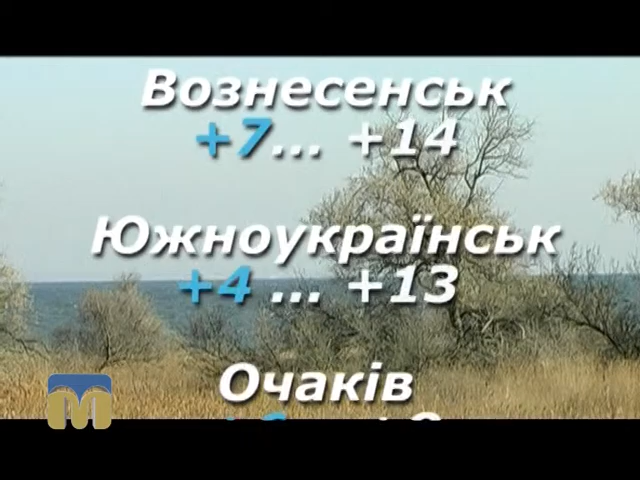 Вознесенськ
+7... +14
Южноукраїнськ
+4 ... +13
Очаків
М